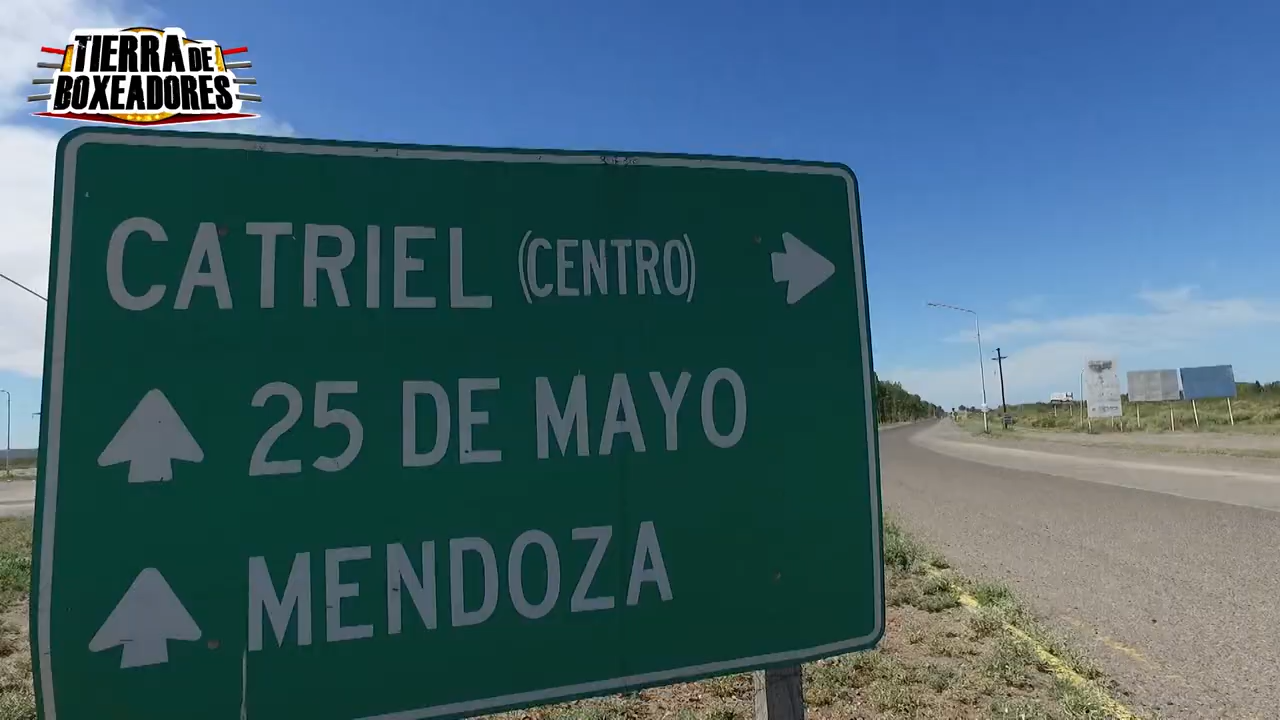 TIERRA DE
BOXEADORES
CATRIEL (CENTRO)
25 DE MAYO
MENDOZA